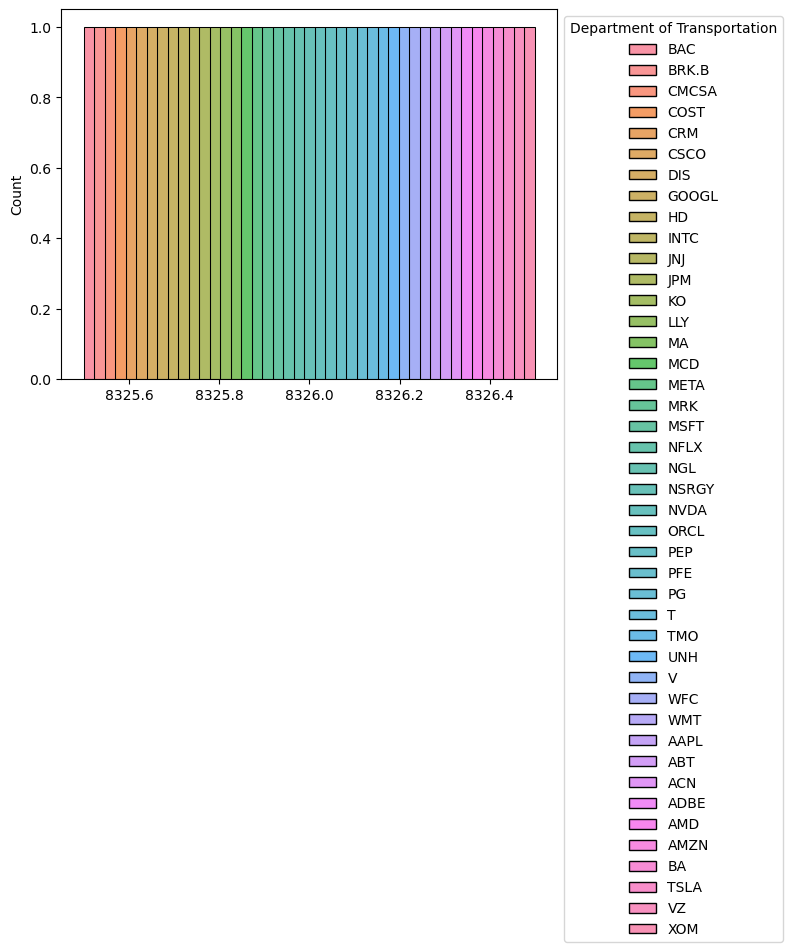 1.0
0.8
0.6
0.4
0.2
0.0
Count
8325.6
8325.8
8326.0
8326.2
8326.4
Department of Transportation
BAC
BRK.B
CMCSA
COST
CRM
CSCO
DIS
GOOGL
HD
INTC
JNJ
JPM
KO
LLY
MA
MCD
META
MRK
MSFT
NFLX
NGL
NSRGY
NVDA
ORCL
PEP
PFE
PG
T
TMO
UNH
V
WFC
WMT
AAPL
ABT
ACN
ADBE
AMD
AMZN
BA
TSLA
VZ
XOM